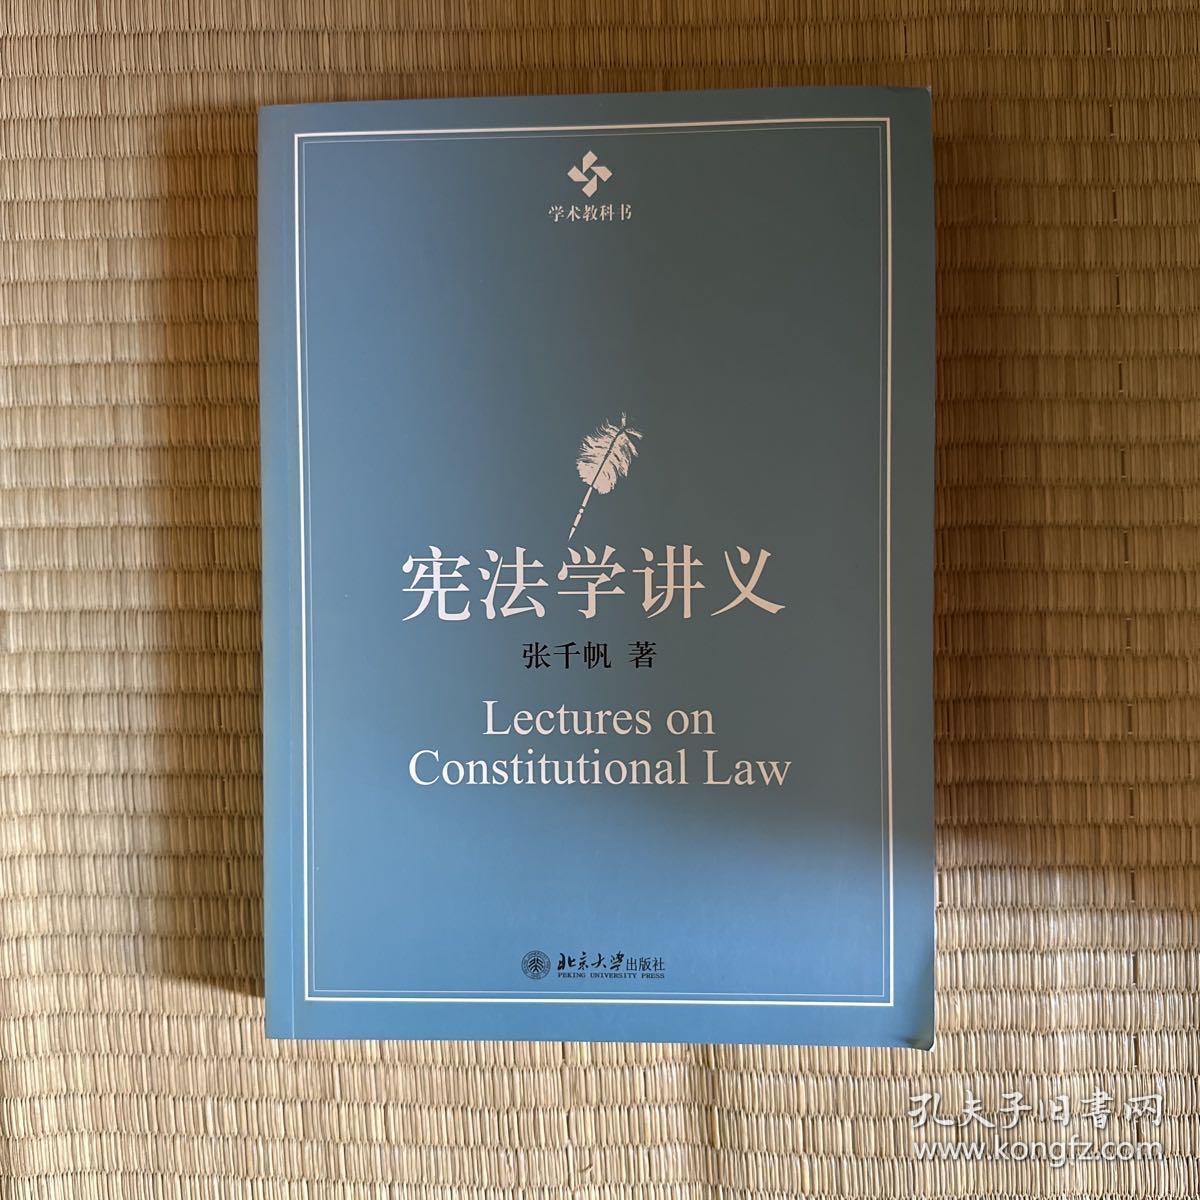 学术教科书
宪法学讲义
张千帆 著
Lectures on
Constitutional Law
北京大学出版社
PEKING UNIVERSITY PRESS
孔夫子旧书网
www.kongfz.com